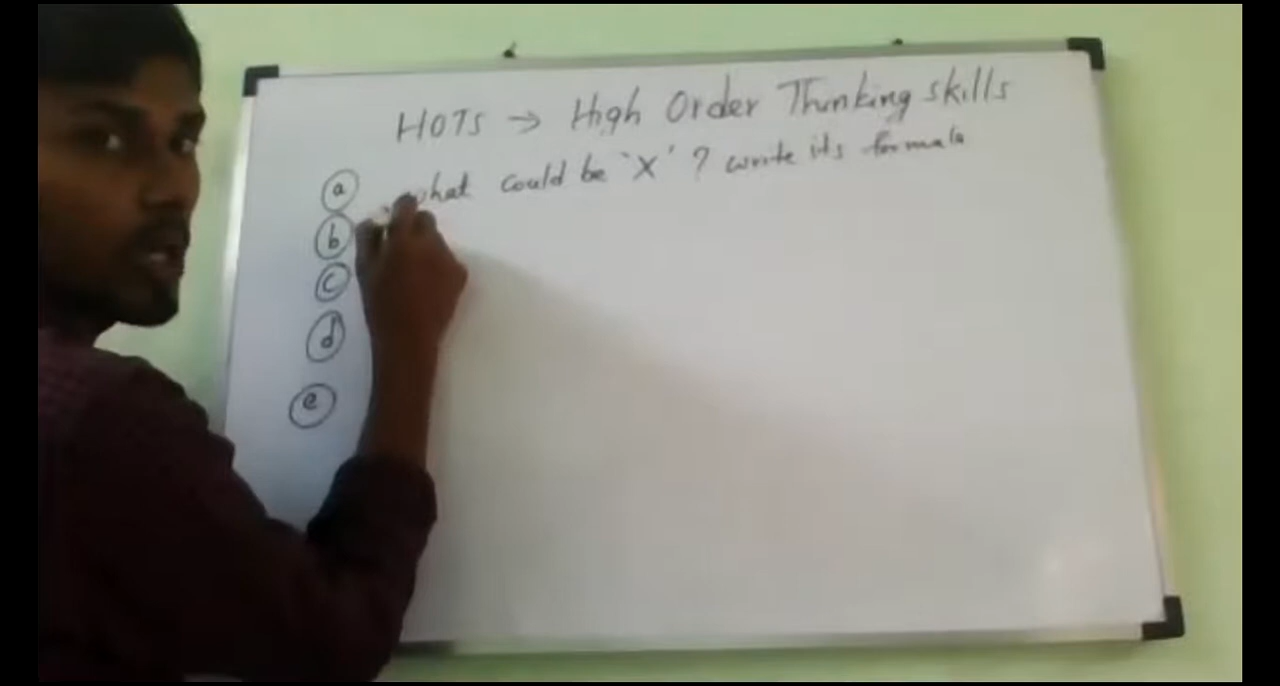 HOTS → High Order Thinking skills
a what could be 'X' ? write its formula
b
c
d
e